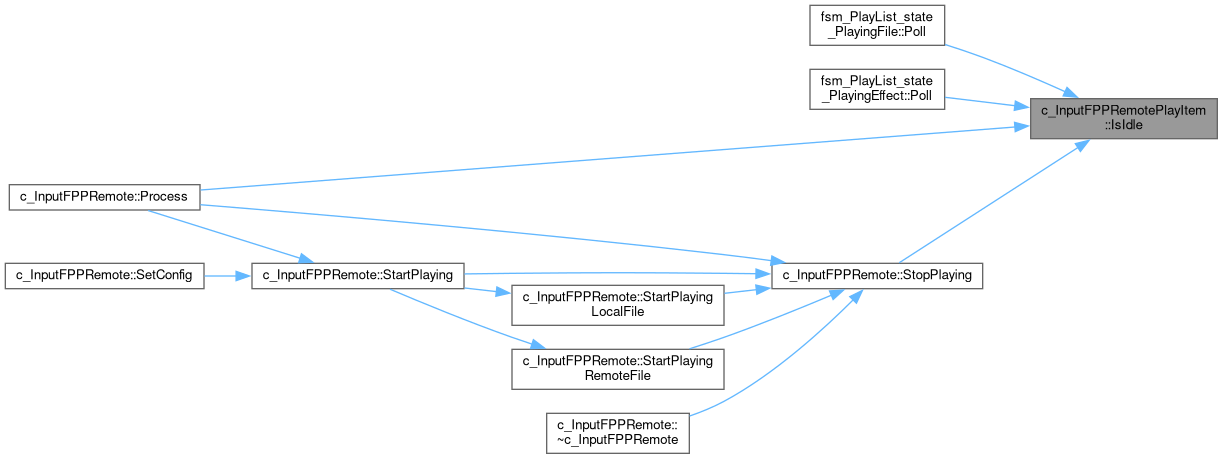 fsm_PlayList_state
_PlayingFile::Poll
fsm_PlayList_state
_PlayingEffect::Poll
c_InputFPPRemotePlayItem
::IsIdle
c_InputFPPRemote::Process
c_InputFPPRemote::SetConfig
c_InputFPPRemote::StartPlaying
c_InputFPPRemote::StopPlaying
c_InputFPPRemote::StartPlaying
LocalFile
c_InputFPPRemote::StartPlaying
RemoteFile
c_InputFPPRemote::
~c_InputFPPRemote